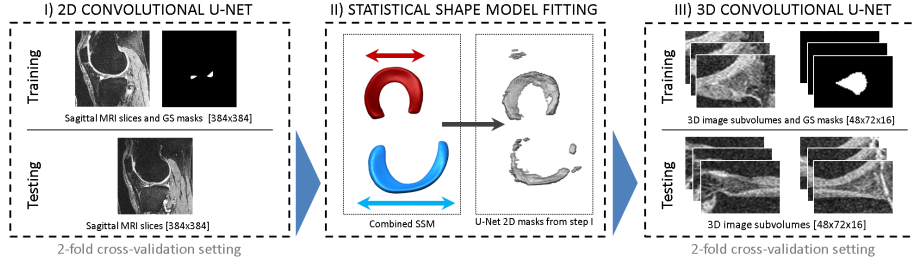 I) 2D CONVOLUTIONAL U-NET
Training
Sagittal MRI slices and GS masks [384x384]
Testing
Sagittal MRI slices [384x384]
2-fold cross-validation setting
II) STATISTICAL SHAPE MODEL FITTING
Combined SSM
U-Net 2D masks from step I
III) 3D CONVOLUTIONAL U-NET
Training
3D image subvolumes and GS masks [48x72x16]
Testing
3D image subvolumes [48x72x16]
2-fold cross-validation setting